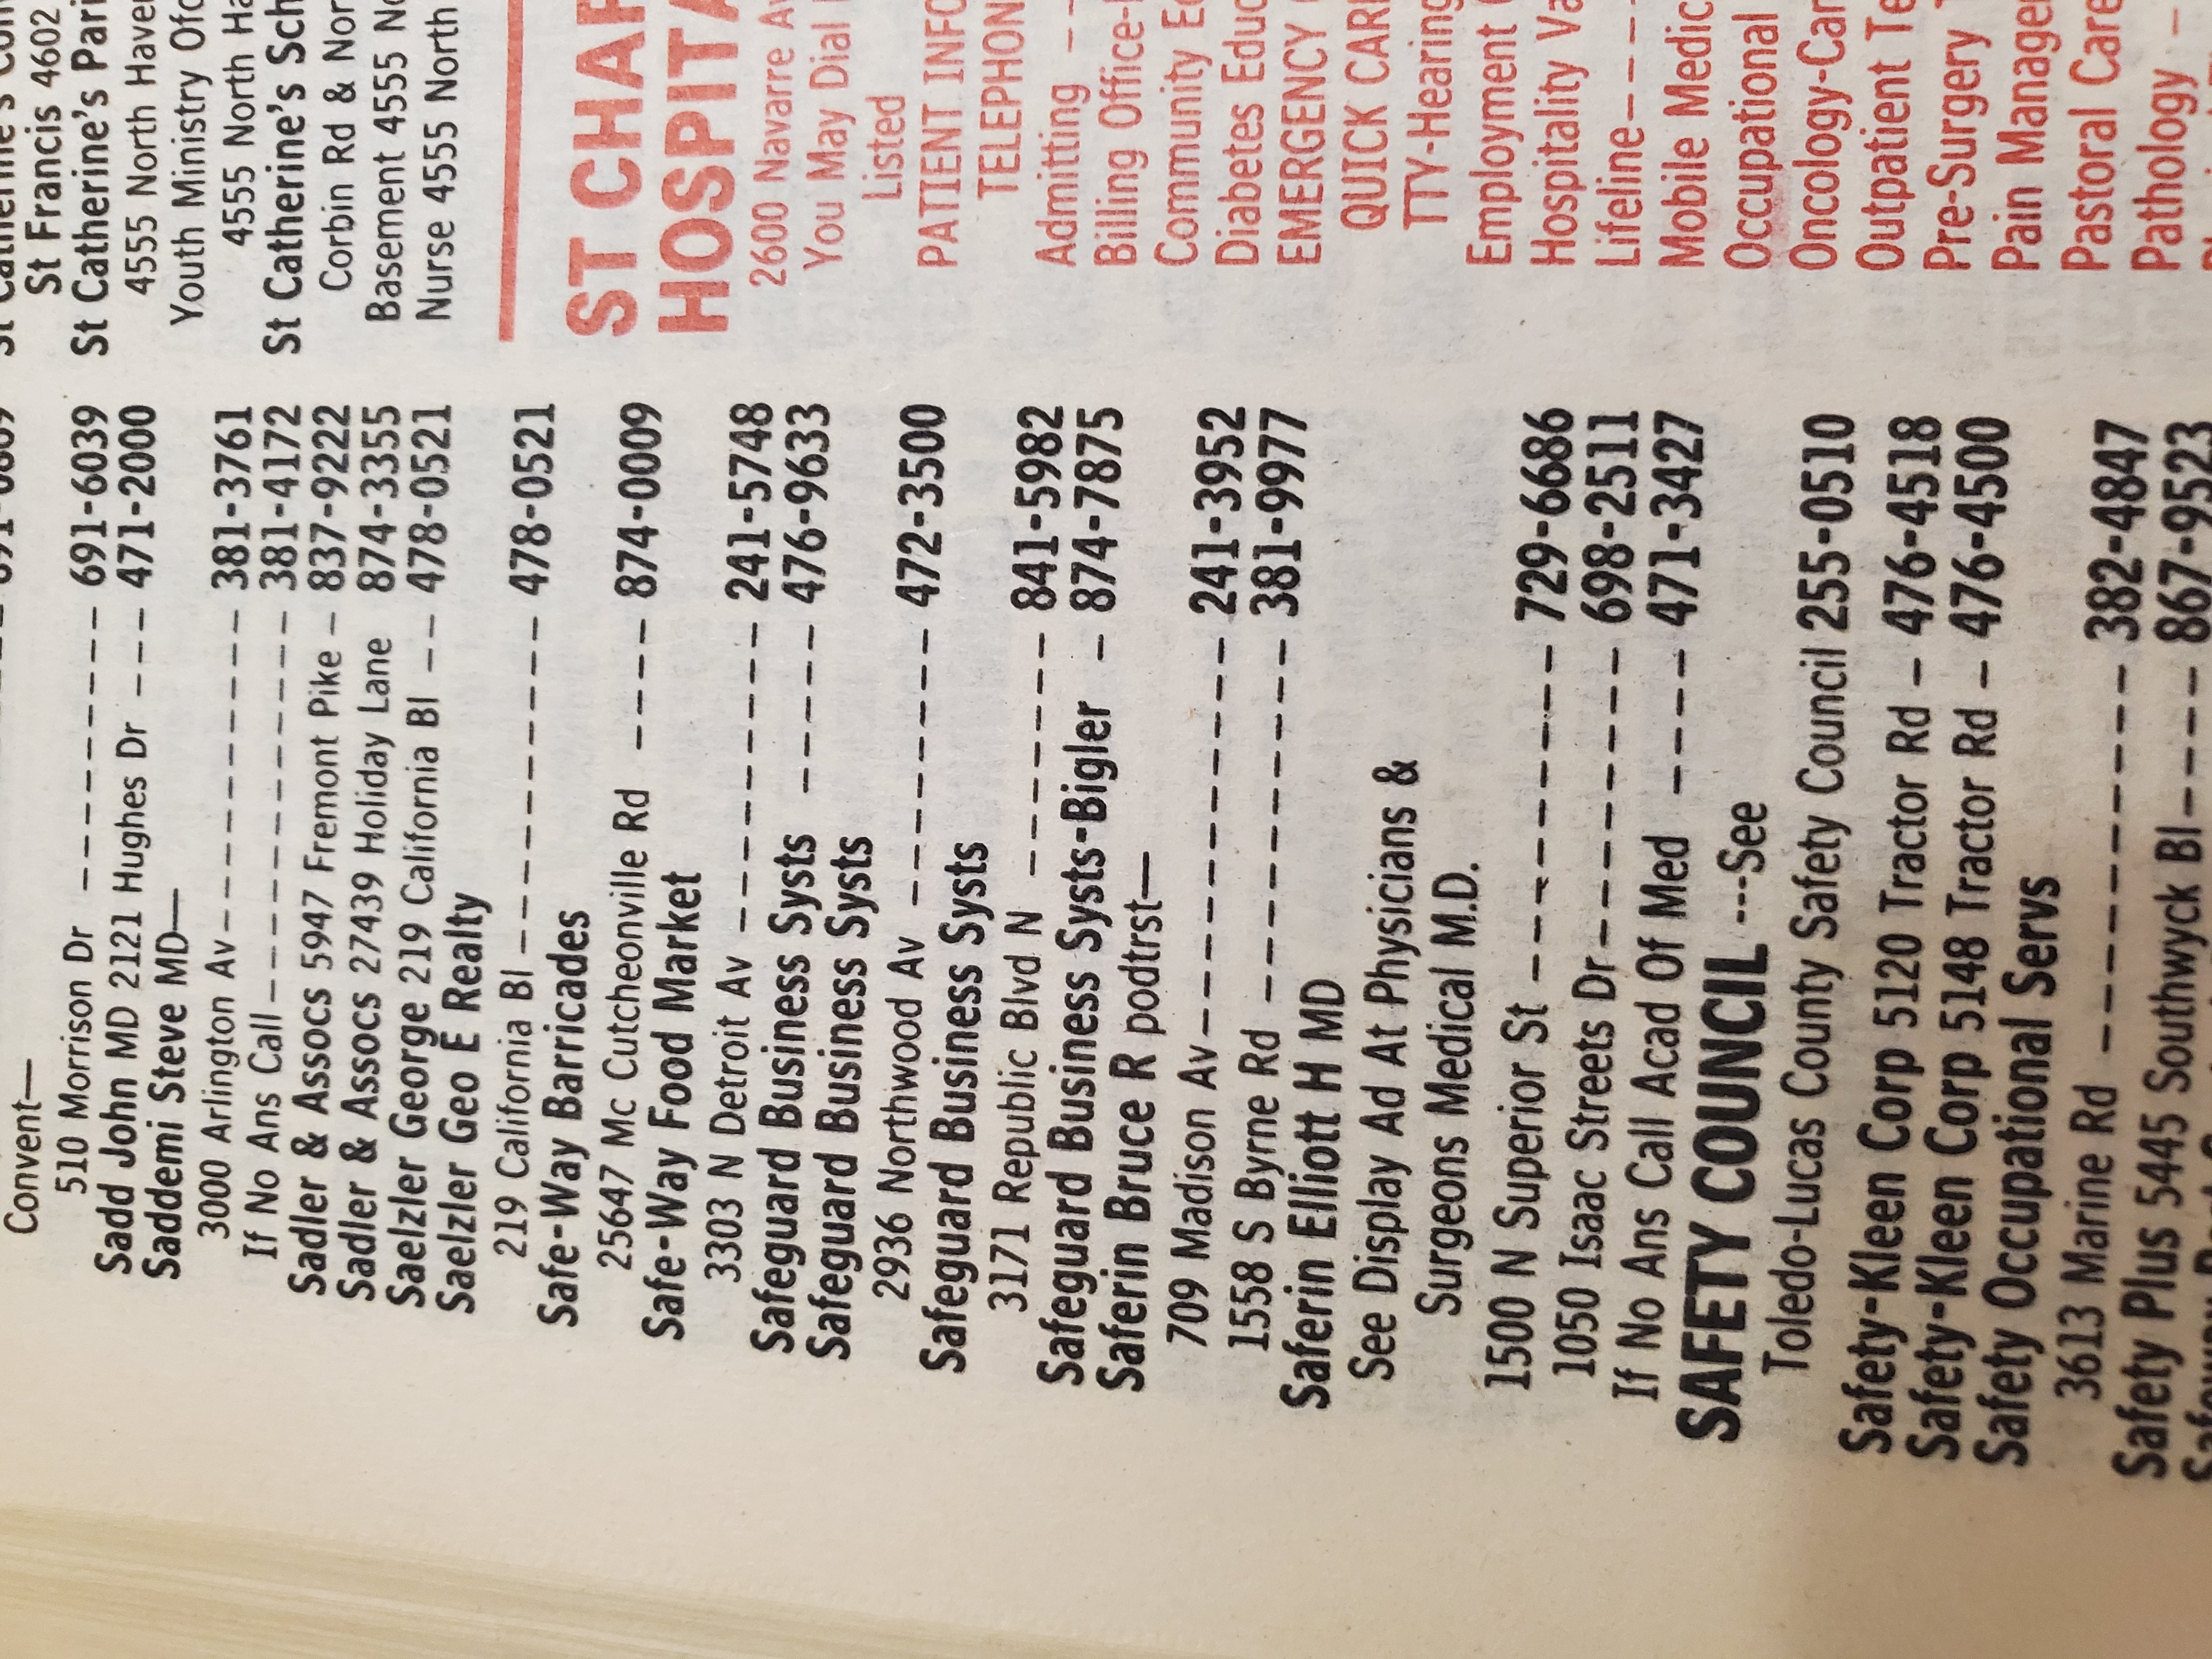 Convent—
510 Morrison Dr ---------- 691-6039
Sadd John MD 2121 Hughes Dr --- 471-2000
Saddemi Steve MD—
3000 Arlington Av------------ 381-3761
If No Ans Call -------------- 381-4172
Sadler & Assocs 5947 Fremont Pike - 837-9222
Sadler & Assocs 27439 Holiday Lane 874-3355
Saelzler George 219 California Bl --- 478-0521
Saelzler Geo E Realty
219 California Bl ------------ 478-0521
Safe-Way Barricades
25647 Mc Cutcheonville Rd ----- 874-0009
Safe-Way Food Market
3303 N Detroit Av ----------- 241-5748
Safeguard Business Systs ------ 476-9633
Safeguard Business Systs
2936 Northwood Av ---------- 472-3500
Safeguard Business Systs
3171 Republic Blvd N -------- 841-5982
Safeguard Business Systs-Bigler - 874-7875
Saferin Bruce R podtrst—
709 Madison Av------------- 241-3952
1558 S Byrne Rd ------------ 381-9977
Saferin Elliott H MD
See Display Ad At Physicians &
Surgeons Medical M.D.
1500 N Superior St ----------- 729-6686
1050 Isaac Streets Dr---------- 698-2511
If No Ans Call Acad Of Med ----- 471-3427
SAFETY COUNCIL ---See
Toledo-Lucas County Safety Council 255-0510
Safety-Kleen Corp 5120 Tractor Rd - 476-4518
Safety-Kleen Corp 5148 Tractor Rd - 476-4500
Safety Occupational Servs
3613 Marine Rd ------------ 382-4847
Safety Plus 5445 Southwyck Bl---- 867-9523
St Francis 4602
St Catherine's Pari
4555 North Haver
Youth Ministry Ofc
4555 North Ha
St Catherine's Sch
Corbin Rd & Nor
Basement 4555 No
Nurse 4555 North
ST CHAR
HOSPITA
2600 Navarre Av
You May Dial
Listed
PATIENT INFO
TELEPHON
Admitting --
Billing Office-
Community Ed
Diabetes Educ
EMERGENCY
QUICK CARE
TTY-Hearing
Employment
Hospitality Va
Lifeline----
Mobile Medic
Occupational
Oncology-Car
Outpatient Te
Pre-Surgery
Pain Manager
Pastoral Care
Pathology -